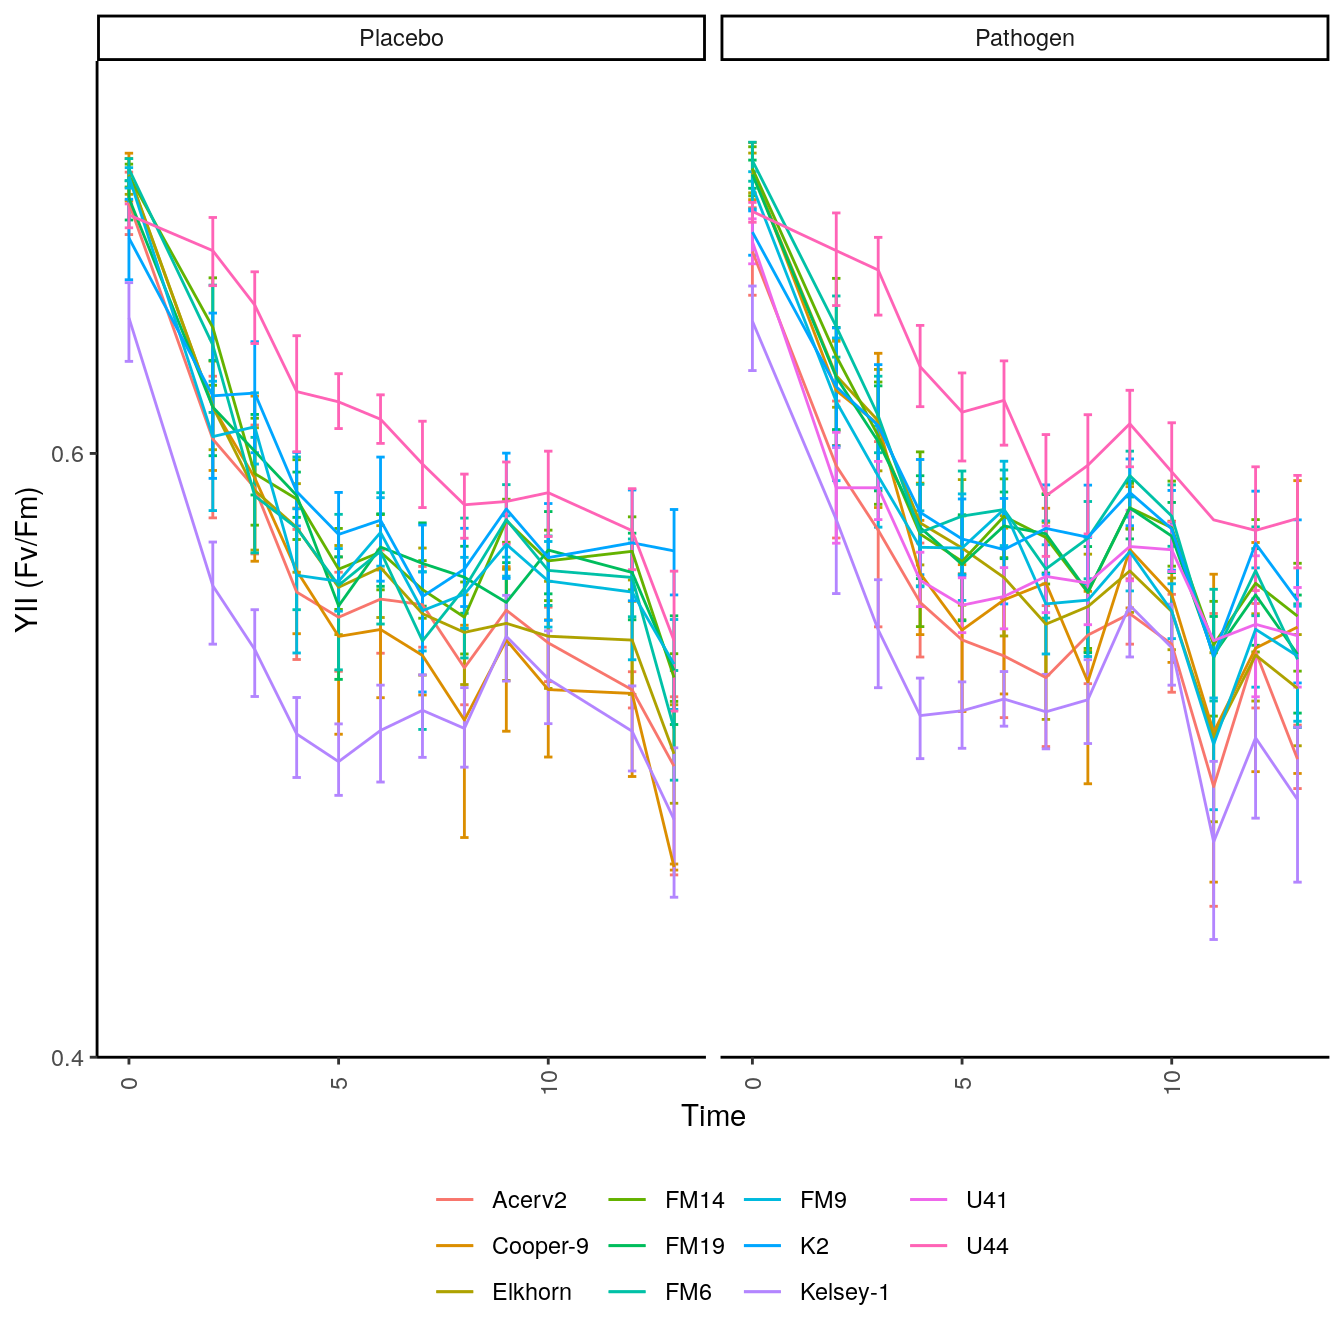 Placebo
Pathogen
YII (Fv/Fm)
0.6
0.4
0 5 10
0 5 10
Time
Acerv2 FM14 FM9 U41
Cooper-9 FM19 K2 U44
Elkhorn FM6 Kelsey-1